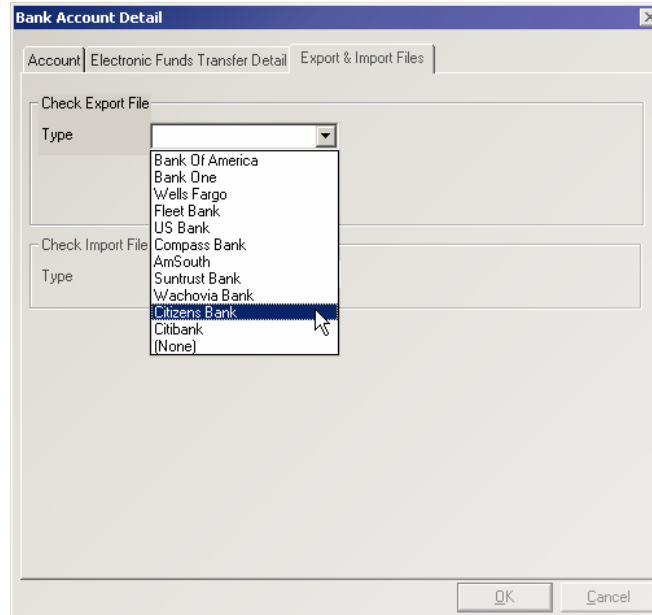 Bank Account Detail
Account Electronic Funds Transfer Detail Export & Import Files
Check Export File
Type
Bank Of America
Bank One
Wells Fargo
Fleet Bank
US Bank
Compass Bank
AmSouth
Suntrust Bank
Wachovia Bank
Citizens Bank
Citibank
(None)
Check Import File
Type
OK Cancel